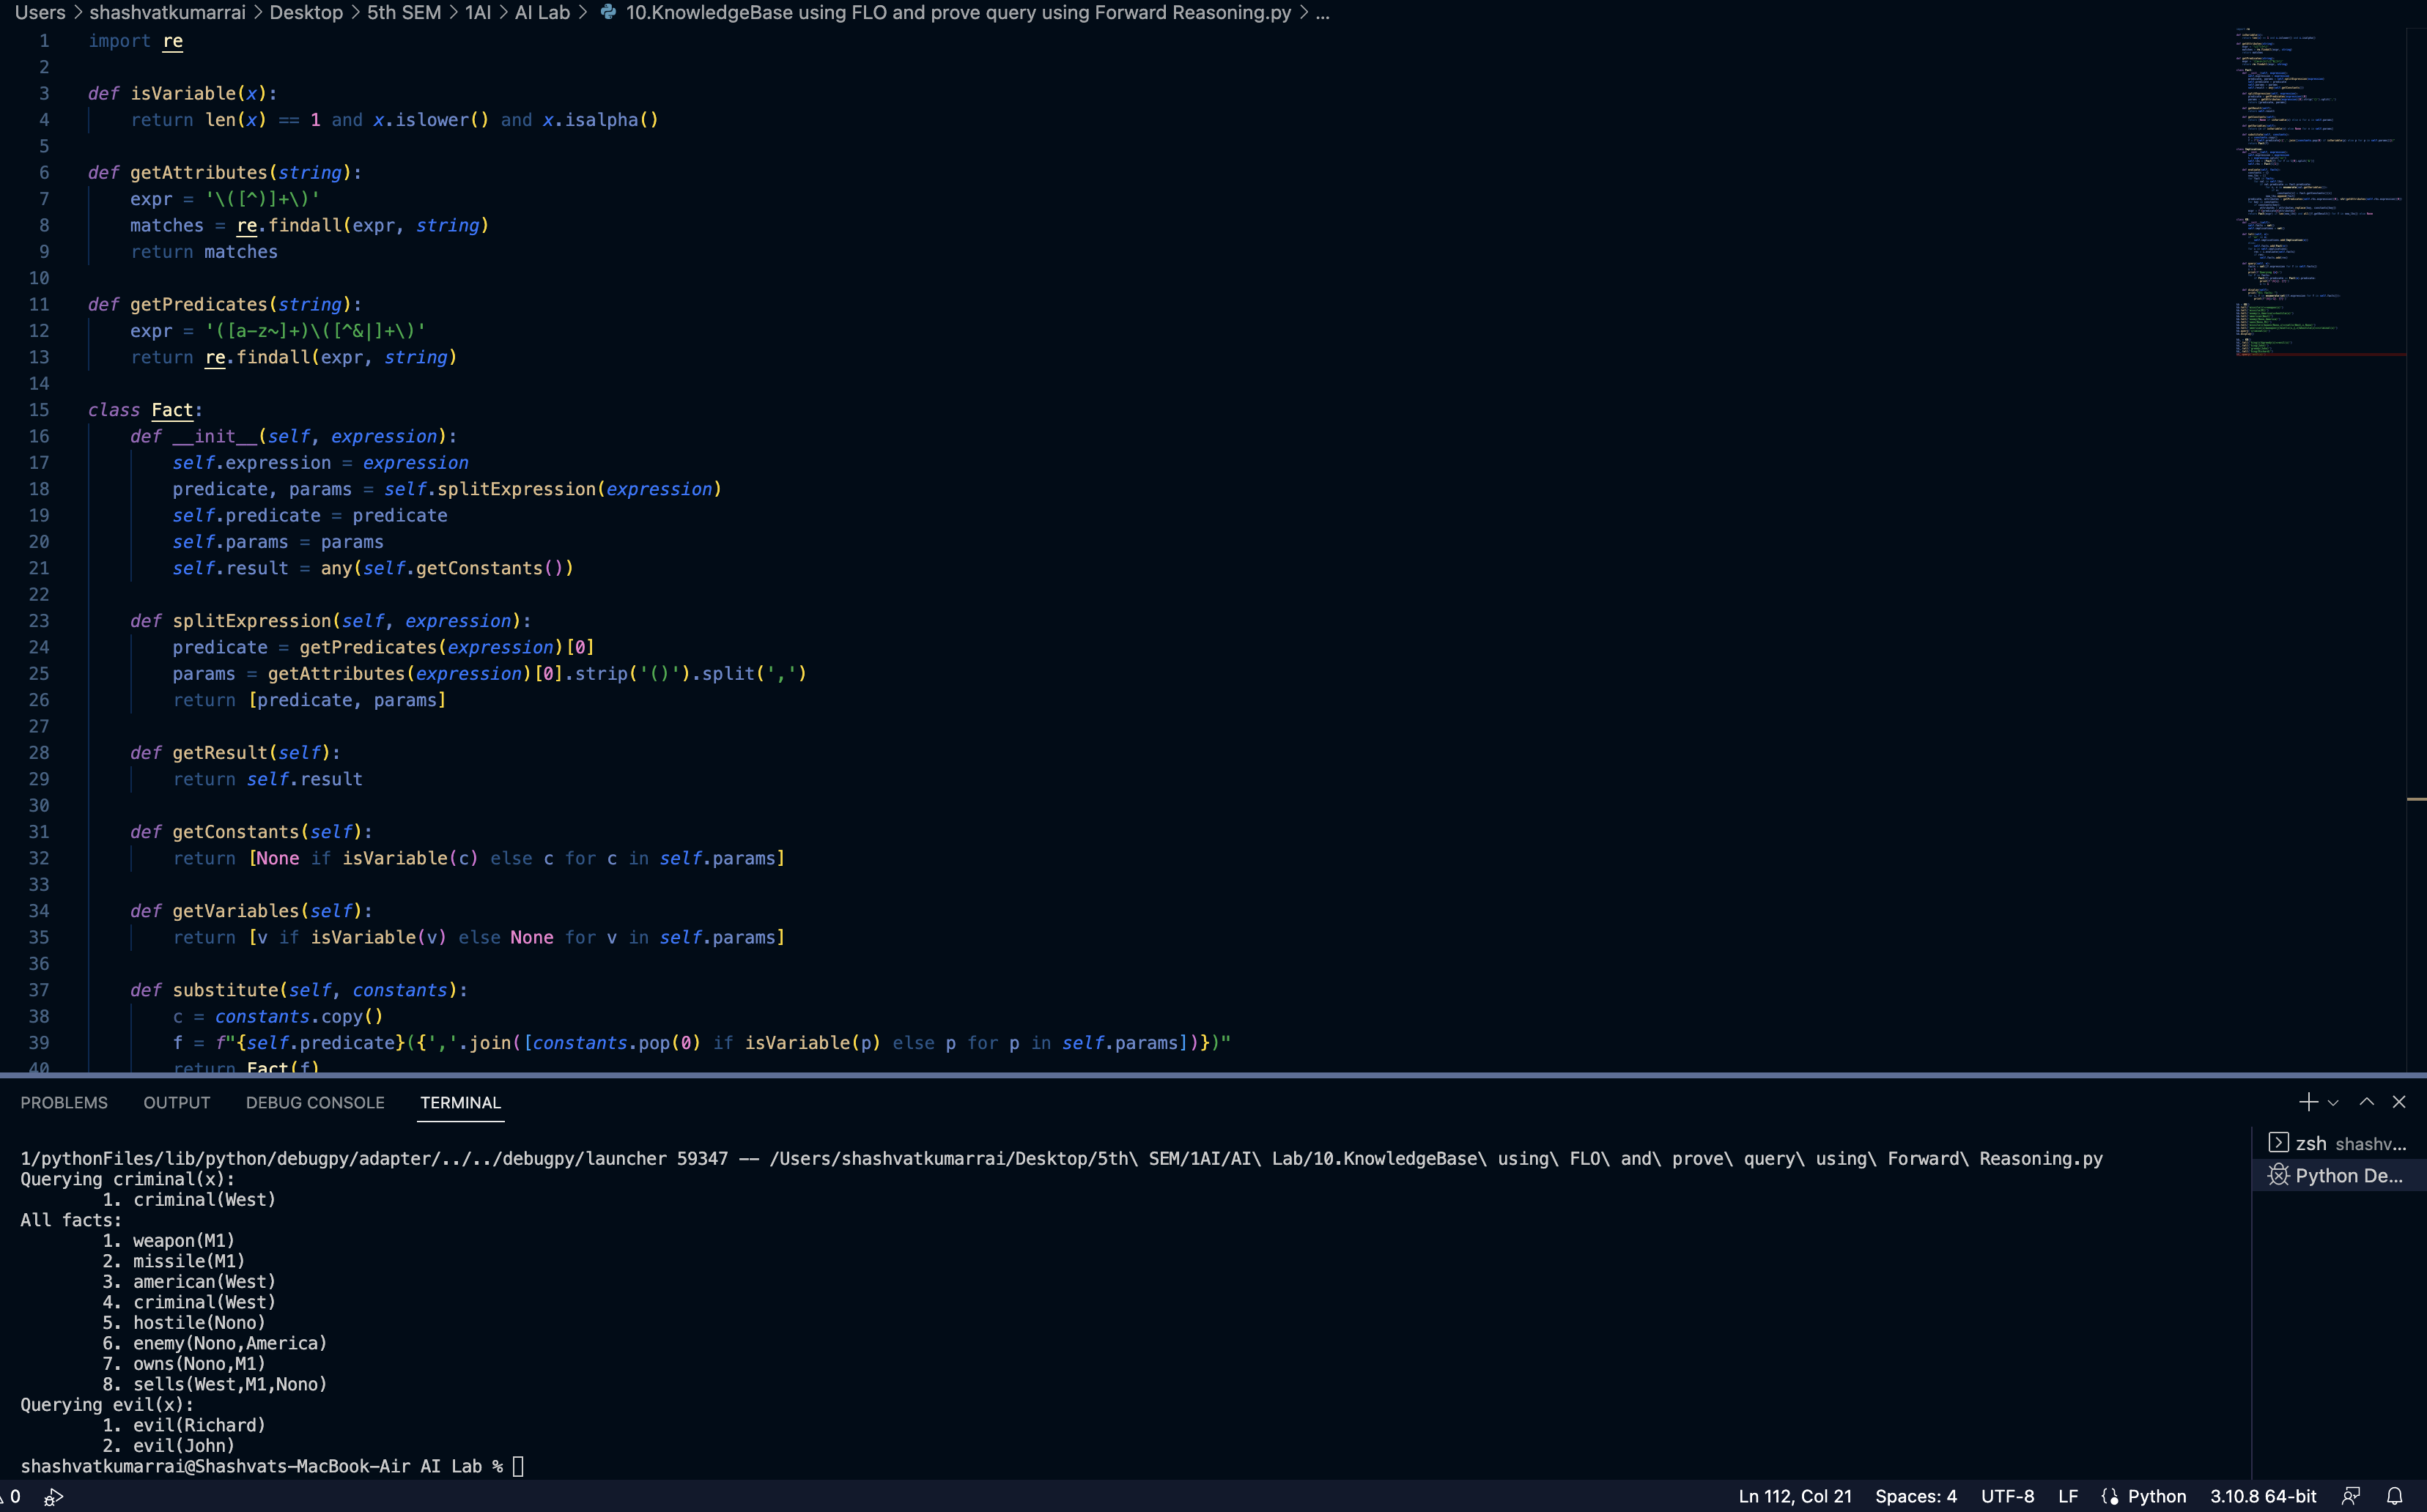 Users > shashvatkumarrai > Desktop > 5th SEM > 1AI > AI Lab > 10.KnowledgeBase using FLO and prove query using Forward Reasoning.py > ...
1 import re
2
3 def isVariable(x):
4     return len(x) == 1 and x.islower() and x.isalpha()
5
6 def getAttributes(string):
7     expr = '\([^)]+\)'
8     matches = re.findall(expr, string)
9     return matches
10
11 def getPredicates(string):
12     expr = '([a-z~]+)\([^&|]+\)'
13     return re.findall(expr, string)
14
15 class Fact:
16     def __init__(self, expression):
17         self.expression = expression
18         predicate, params = self.splitExpression(expression)
19         self.predicate = predicate
20         self.params = params
21         self.result = any(self.getConstants())
22
23     def splitExpression(self, expression):
24         predicate = getPredicates(expression)[0]
25         params = getAttributes(expression)[0].strip('()').split(',')
26         return [predicate, params]
27
28     def getResult(self):
29         return self.result
30
31     def getConstants(self):
32         return [None if isVariable(c) else c for c in self.params]
33
34     def getVariables(self):
35         return [v if isVariable(v) else None for v in self.params]
36
37     def substitute(self, constants):
38         c = constants.copy()
39         f = f"{self.predicate}({','.join([constants.pop(0) if isVariable(p) else p for p in self.params])})"
40         return Fact(f)
PROBLEMS OUTPUT DEBUG CONSOLE TERMINAL
1/pythonFiles/lib/python/debugpy/adapter/../../debugpy/launcher 59347 -- /Users/shashvatkumarrai/Desktop/5th\ SEM/1AI/AI\ Lab/10.KnowledgeBase\ using\ FLO\ and\ prove\ query\ using\ Forward\ Reasoning.py
Querying criminal(x):
        1. criminal(West)
All facts:
        1. weapon(M1)
        2. missile(M1)
        3. american(West)
        4. criminal(West)
        5. hostile(Nono)
        6. enemy(Nono,America)
        7. owns(Nono,M1)
        8. sells(West,M1,Nono)
Querying evil(x):
        1. evil(Richard)
        2. evil(John)
shashvatkumarrai@Shashvats-MacBook-Air AI Lab %
zsh shashv...
Python De...
0
Ln 112, Col 21 Spaces: 4 UTF-8 LF Python 3.10.8 64-bit